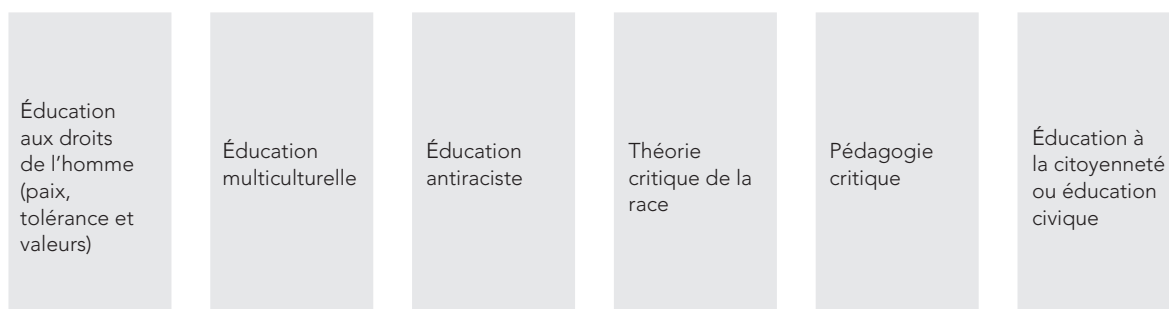 Éducation
aux droits
de l’homme
(paix,
tolérance et
valeurs)
Éducation
multiculturelle
Éducation
antiraciste
Théorie
critique de la
race
Pédagogie
critique
Éducation à
la citoyenneté
ou éducation
civique